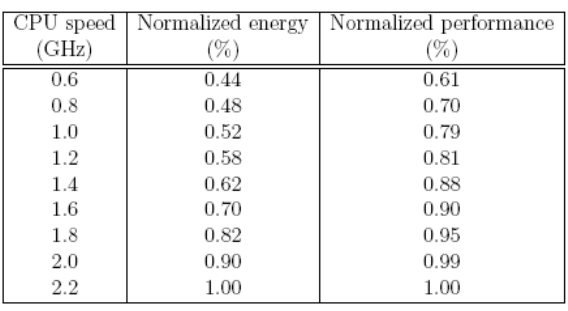 CPU speed Normalized energy Normalized performance
(GHz) (%) (%)
0.6 0.44 0.61
0.8 0.48 0.70
1.0 0.52 0.79
1.2 0.58 0.81
1.4 0.62 0.88
1.6 0.70 0.90
1.8 0.82 0.95
2.0 0.90 0.99
2.2 1.00 1.00